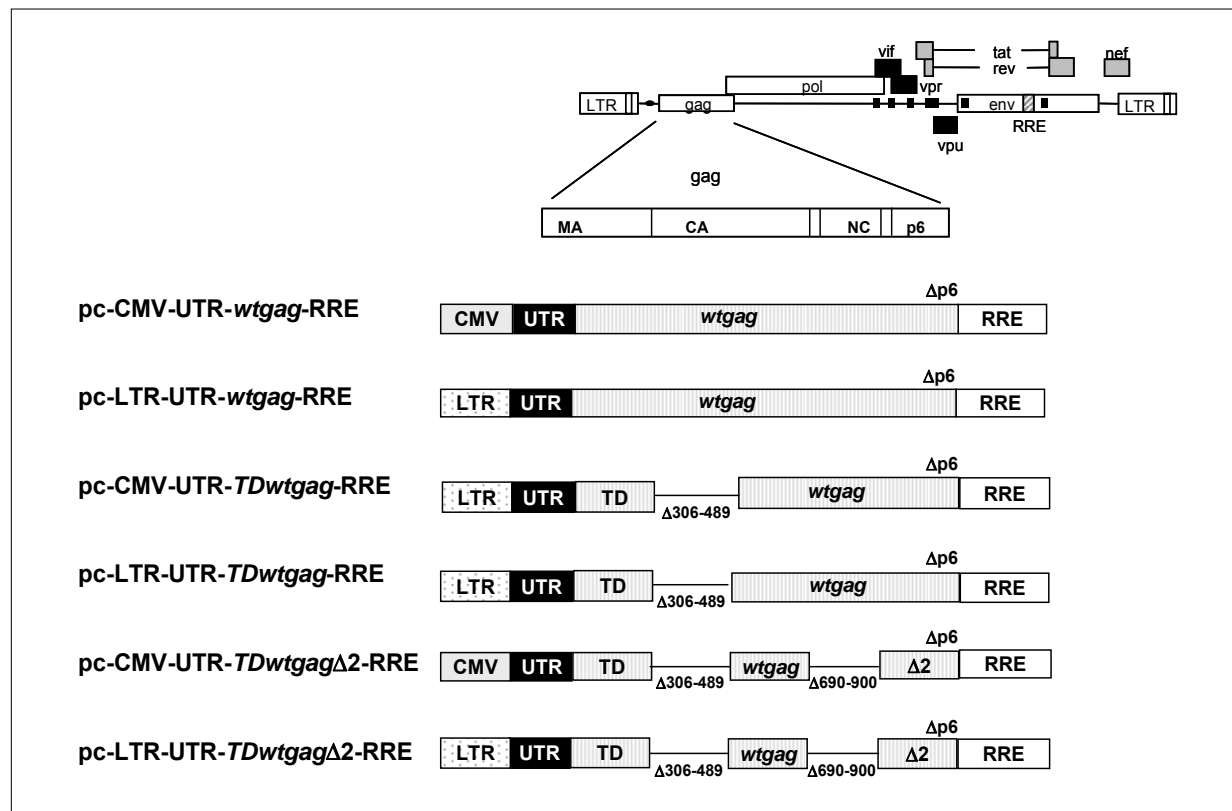 vif tat nef
rev
pol vpr
LTR gag env LTR
RRE
vpu
gag
MA CA NC p6
Δp6
pc-CMV-UTR-wtgag-RRE CMV UTR wtgag RRE
Δp6
pc-LTR-UTR-wtgag-RRE LTR UTR wtgag RRE
Δp6
pc-CMV-UTR-TDwtgag-RRE LTR UTR TD wtgag RRE
Δ306-489
Δp6
pc-LTR-UTR-TDwtgag-RRE LTR UTR TD wtgag RRE
Δ306-489
Δp6
pc-CMV-UTR-TDwtgagΔ2-RRE CMV UTR TD wtgag Δ2 RRE
Δ306-489 Δ690-900
Δp6
pc-LTR-UTR-TDwtgagΔ2-RRE LTR UTR TD wtgag Δ2 RRE
Δ306-489 Δ690-900